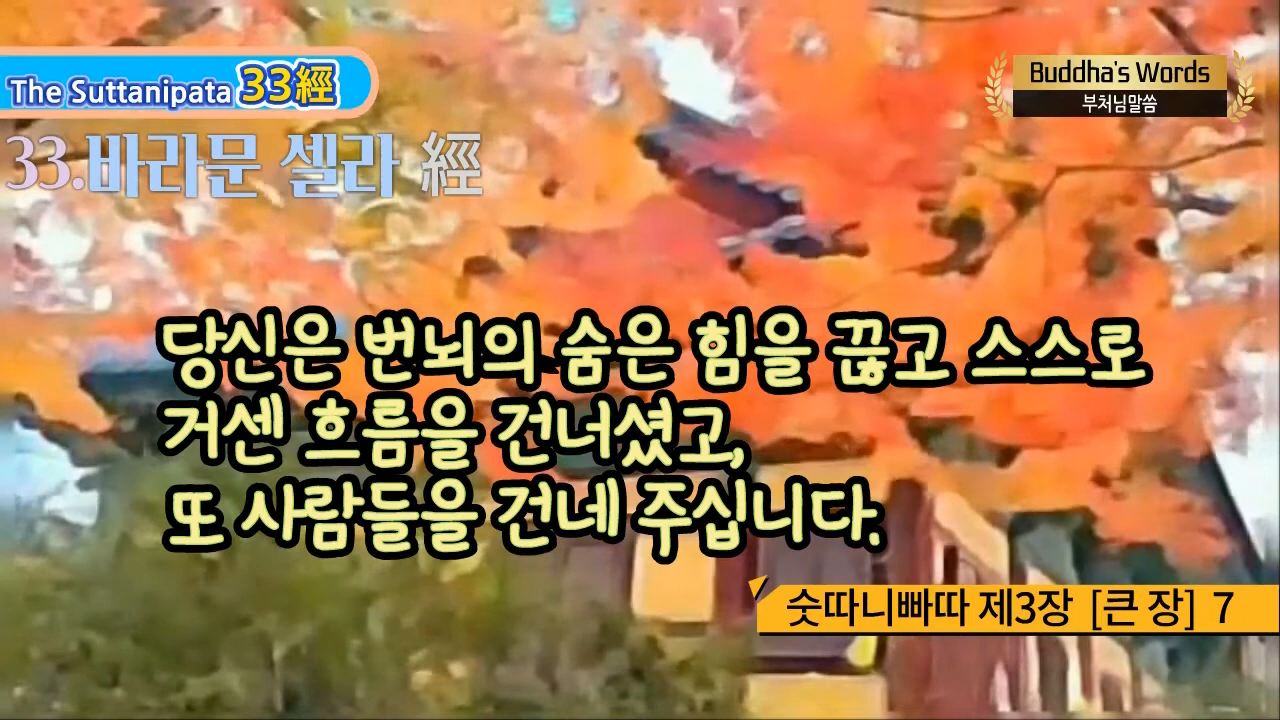 The Suttanipata 33經
Buddha's Words
부처님말씀
33.바라문 셀라 經
당신은 번뇌의 숨은 힘을 끊고 스스로
거센 흐름을 건너셨고,
또 사람들을 건네 주십니다.
숫따니빠따 제3장 [큰 장] 7